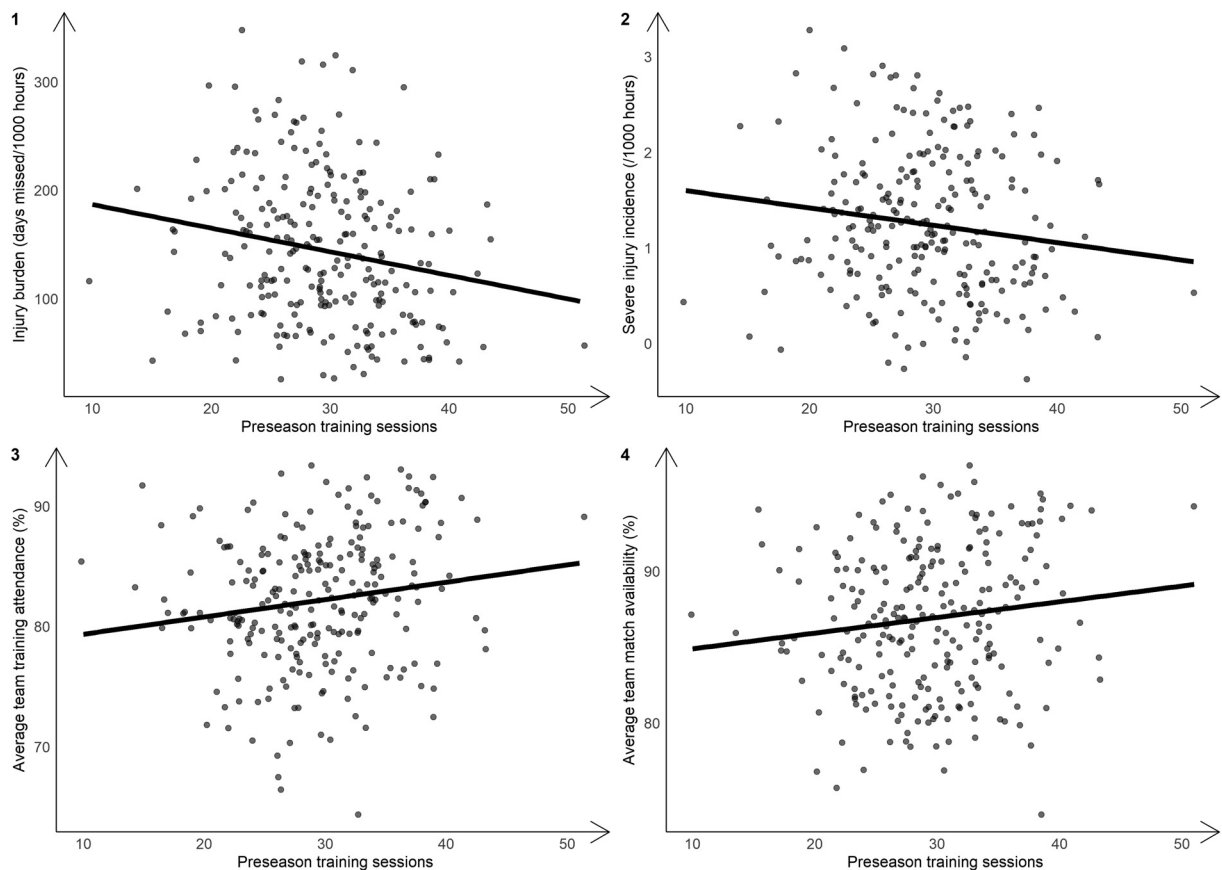 1
Injury burden (days missed/1000 hours)
300
200
100
10 20 30 40 50
Preseason training sessions
2
Severe injury incidence (/1000 hours)
3
2
1
0
10 20 30 40 50
Preseason training sessions
3
Average team training attendance (%)
90
80
70
10 20 30 40 50
Preseason training sessions
4
Average team match availability (%)
90
80
10 20 30 40 50
Preseason training sessions